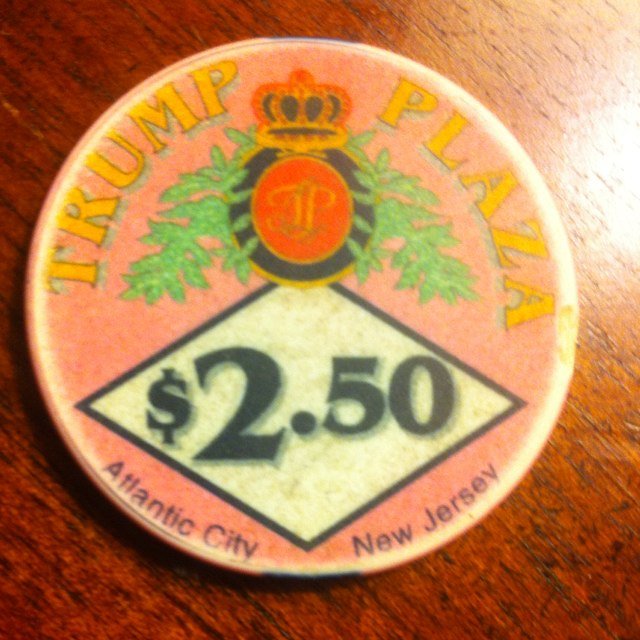 TRUMP PLAZA
TP
$2.50
Atlantic City New Jersey